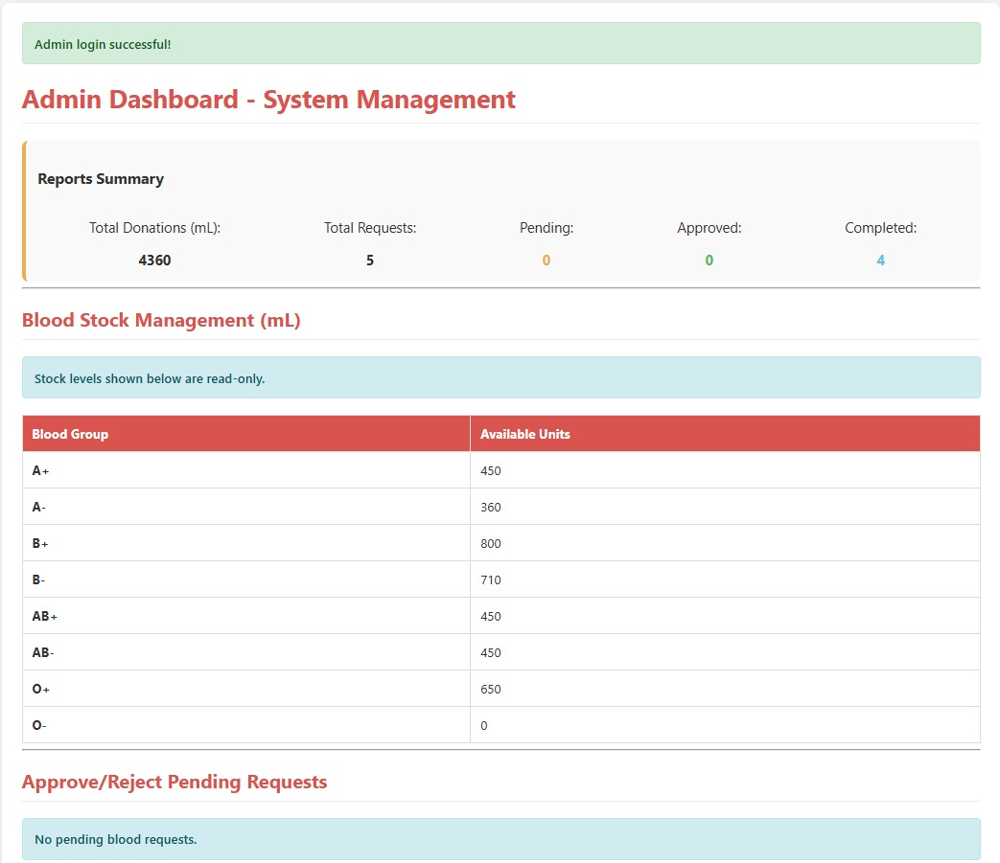 Admin login successful!
Admin Dashboard - System Management
Reports Summary
Total Donations (mL): Total Requests: Pending: Approved: Completed:
4360 5 0 0 4
Blood Stock Management (mL)
Stock levels shown below are read-only.
Blood Group Available Units
A+ 450
A- 360
B+ 800
B- 710
AB+ 450
AB- 450
O+ 650
O- 0
Approve/Reject Pending Requests
No pending blood requests.